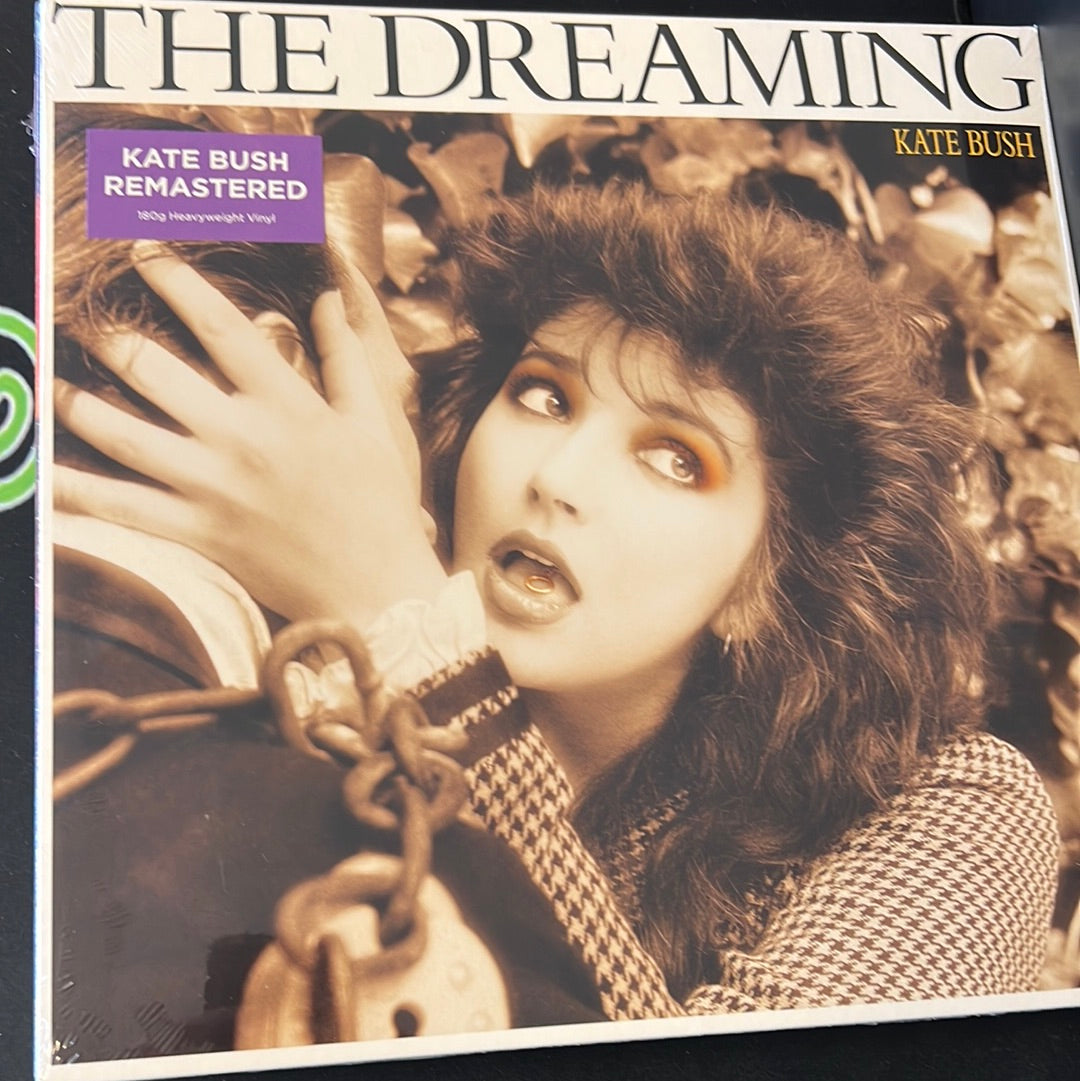 THE DREAMING
KATE BUSH
KATE BUSH
REMASTERED
180g Heavyweight Vinyl